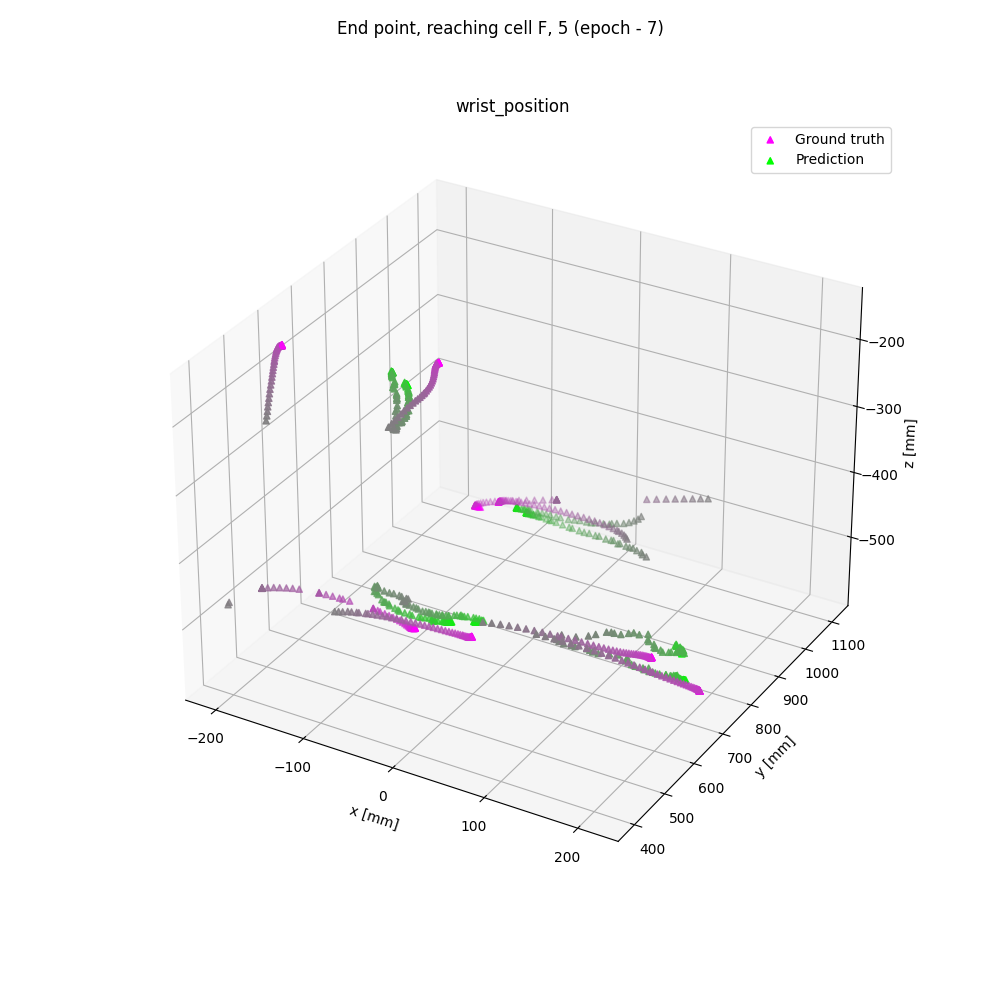 End point, reaching cell F, 5 (epoch - 7)
wrist_position
Ground truth
Prediction
−200
−300
−400
−500
z [mm]
1100
1000
900
800
700
600
500
400
y [mm]
−200
−100
0
100
200
x [mm]